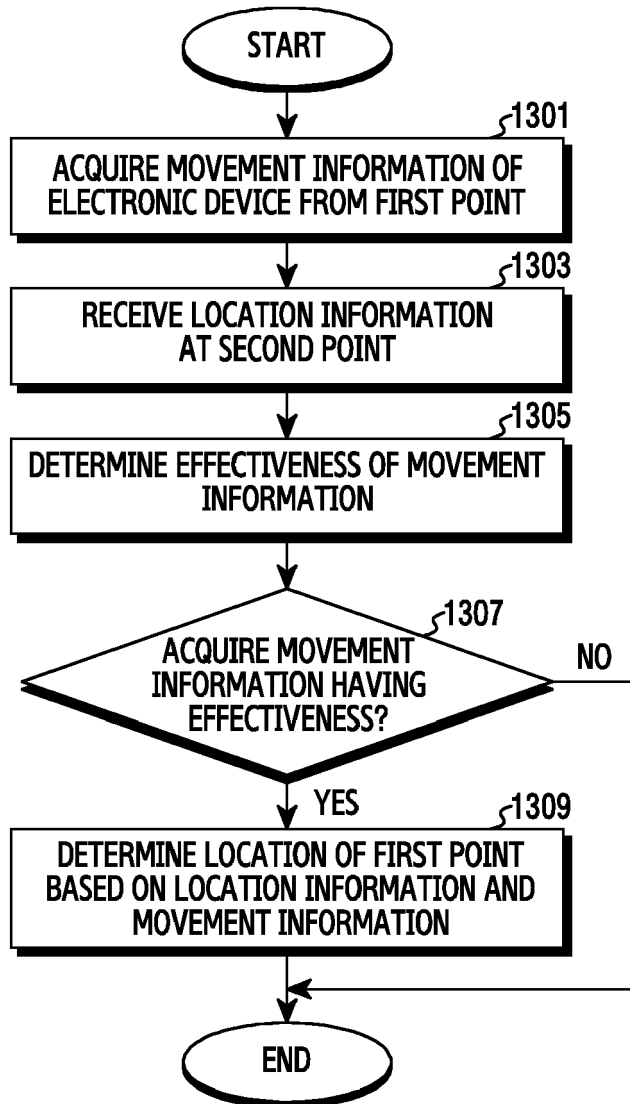 START
1301
ACQUIRE MOVEMENT INFORMATION OF
ELECTRONIC DEVICE FROM FIRST POINT
1303
RECEIVE LOCATION INFORMATION
AT SECOND POINT
1305
DETERMINE EFFECTIVENESS OF MOVEMENT
INFORMATION
1307
ACQUIRE MOVEMENT
INFORMATION HAVING
EFFECTIVENESS?
NO
YES
1309
DETERMINE LOCATION OF FIRST POINT
BASED ON LOCATION INFORMATION AND
MOVEMENT INFORMATION
END